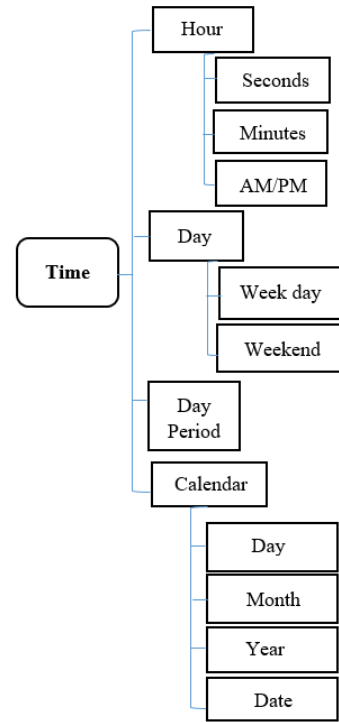 Hour
Seconds
Minutes
AM/PM
Day
Time
Week day
Weekend
Day
Period
Calendar
Day
Month
Year
Date